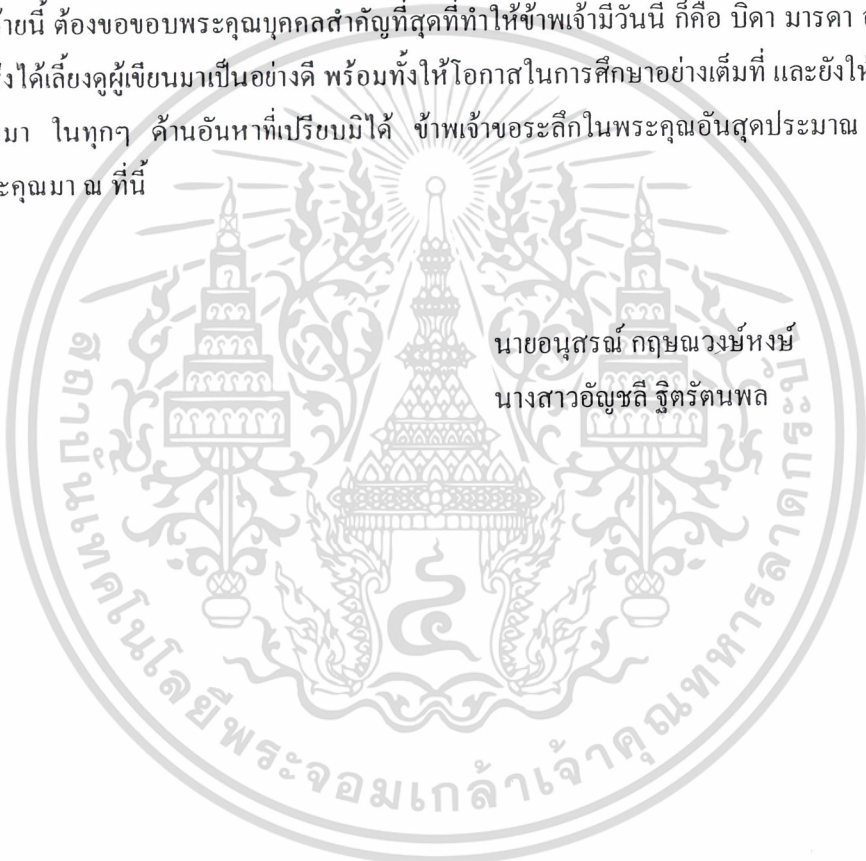 ายนี้ ต้องขอขอบพระคุณบุคคลสำคัญที่สุดที่ทำให้ข้าพเจ้ามีวันนี้ ก็คือ บิดา มารดา
ได้เลี้ยงดูผู้เขียนมาเป็นอย่างดี พร้อมทั้งให้โอกาสในการศึกษาอย่างเต็มที่ และยังให้
มา ในทุกๆ ด้านอันหาที่เปรียบมิได้ ข้าพเจ้าขอระลึกในพระคุณอันสุดประมาณ
ะคุณมา ณ ที่นี้
นายอนุสรณ์ กฤษณวงษ์หงษ์
นางสาวอัญชลี ฐิตรัตนพล
สถาบันเทคโนโลยีพระจอมเกล้าเจ้าคุณทหารลาดกระบัง
๔